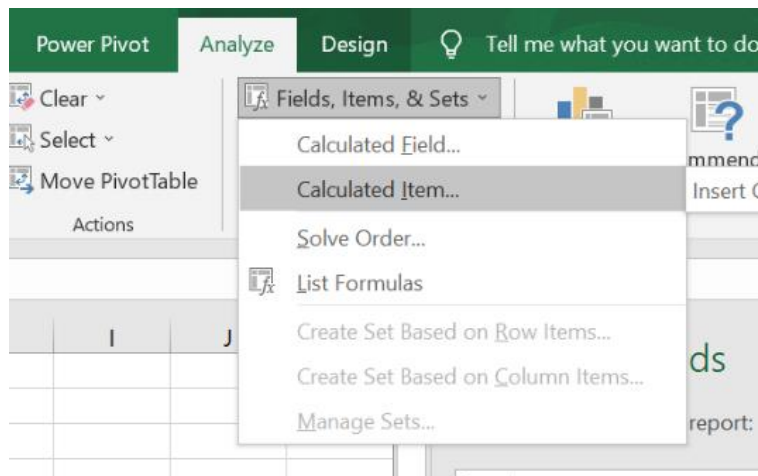 Power Pivot Analyze Design Tell me what you want to do
Clear
Select
Move PivotTable
Actions
Fields, Items, & Sets
Calculated Field...
Calculated Item...
Solve Order...
List Formulas
Create Set Based on Row Items...
Create Set Based on Column Items...
Manage Sets...
mmend
Insert
I J
ds
report: